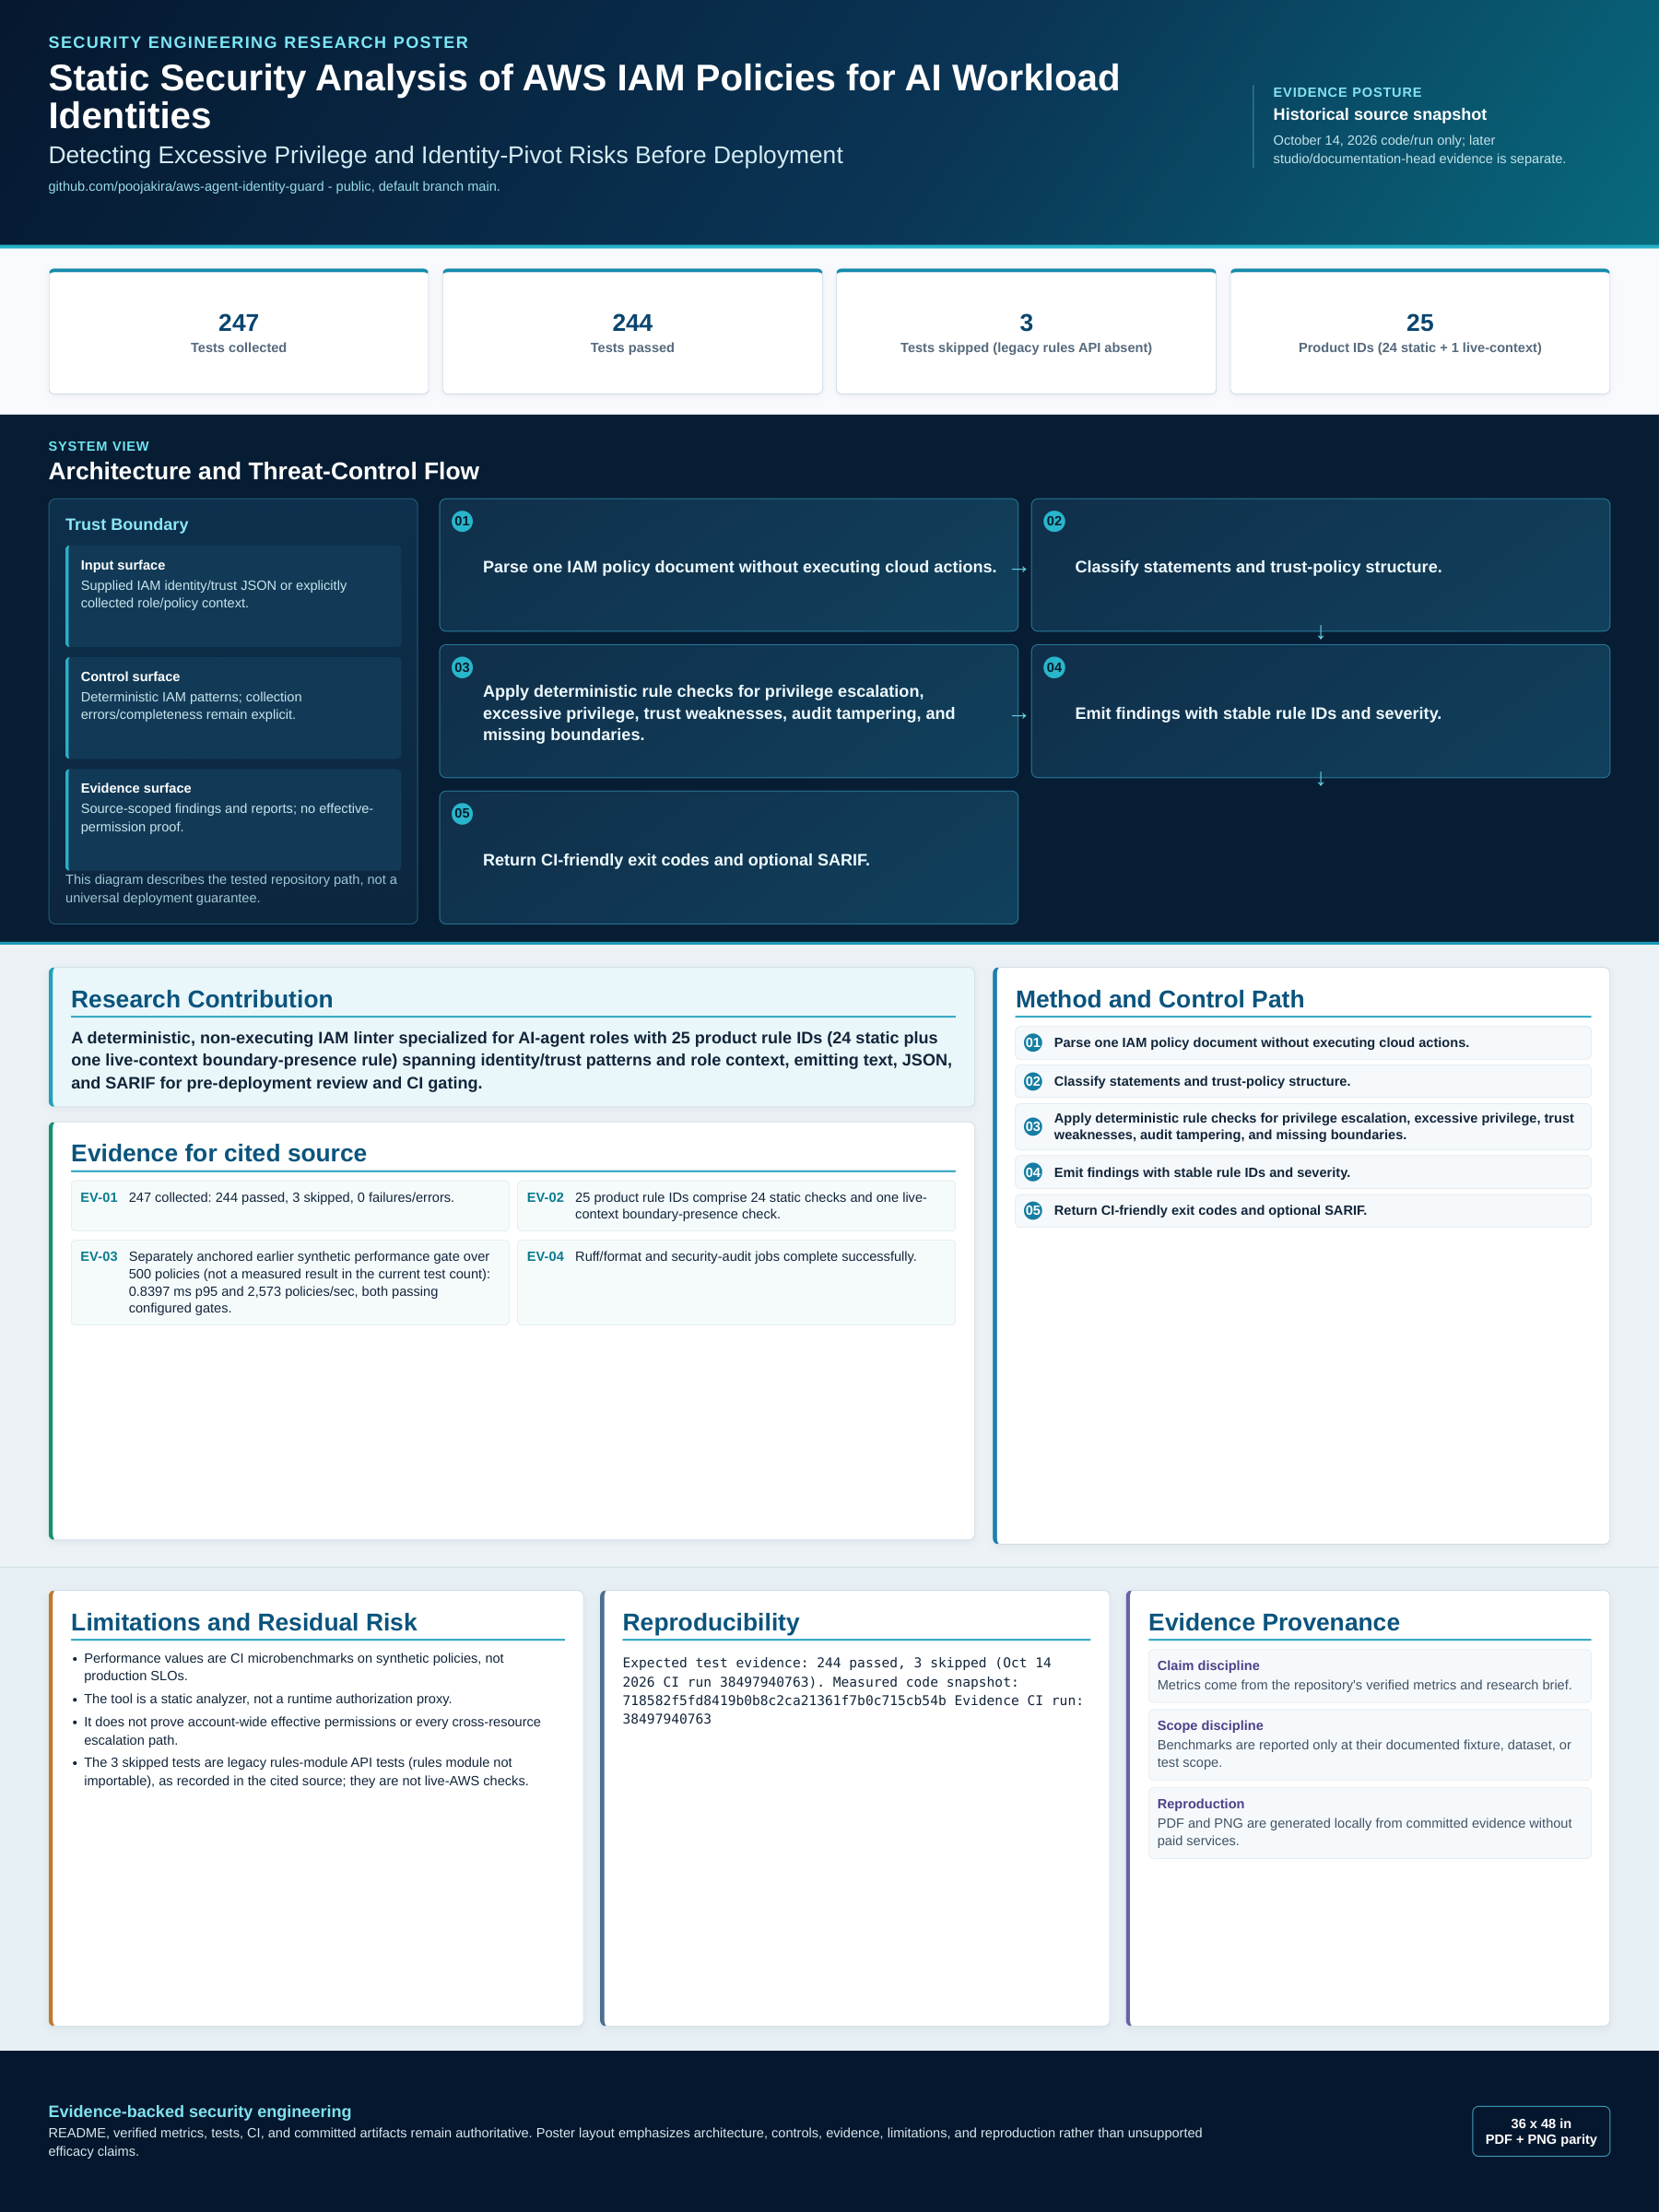 SECURITY ENGINEERING RESEARCH POSTER
Static Security Analysis of AWS IAM Policies for AI Workload
Identities
Detecting Excessive Privilege and Identity-Pivot Risks Before Deployment
github.com/poojakira/aws-agent-identity-guard - public, default branch main.
EVIDENCE POSTURE
Historical source snapshot
October 14, 2026 code/run only; later
studio/documentation-head evidence is separate.
247
Tests collected
244
Tests passed
3
Tests skipped (legacy rules API absent)
25
Product IDs (24 static + 1 live-context)
SYSTEM VIEW
Architecture and Threat-Control Flow
Trust Boundary
Input surface
Supplied IAM identity/trust JSON or explicitly
collected role/policy context.
Control surface
Deterministic IAM patterns; collection
errors/completeness remain explicit.
Evidence surface
Source-scoped findings and reports; no effective-
permission proof.
This diagram describes the tested repository path, not a
universal deployment guarantee.
01
Parse one IAM policy document without executing cloud actions. →
02
Classify statements and trust-policy structure.
↓
03
Apply deterministic rule checks for privilege escalation,
excessive privilege, trust weaknesses, audit tampering, and
missing boundaries.
→
04
Emit findings with stable rule IDs and severity.
↓
05
Return CI-friendly exit codes and optional SARIF.
Research Contribution
A deterministic, non-executing IAM linter specialized for AI-agent roles with 25 product rule IDs (24 static plus
one live-context boundary-presence rule) spanning identity/trust patterns and role context, emitting text, JSON,
and SARIF for pre-deployment review and CI gating.
Evidence for cited source
EV-01 247 collected: 244 passed, 3 skipped, 0 failures/errors.
EV-02 25 product rule IDs comprise 24 static checks and one live-
context boundary-presence check.
EV-03 Separately anchored earlier synthetic performance gate over
500 policies (not a measured result in the current test count):
0.8397 ms p95 and 2,573 policies/sec, both passing
configured gates.
EV-04 Ruff/format and security-audit jobs complete successfully.
Method and Control Path
01 Parse one IAM policy document without executing cloud actions.
02 Classify statements and trust-policy structure.
03 Apply deterministic rule checks for privilege escalation, excessive privilege, trust
weaknesses, audit tampering, and missing boundaries.
04 Emit findings with stable rule IDs and severity.
05 Return CI-friendly exit codes and optional SARIF.
Limitations and Residual Risk
• Performance values are CI microbenchmarks on synthetic policies, not
production SLOs.
• The tool is a static analyzer, not a runtime authorization proxy.
• It does not prove account-wide effective permissions or every cross-resource
escalation path.
• The 3 skipped tests are legacy rules-module API tests (rules module not
importable), as recorded in the cited source; they are not live-AWS checks.
Reproducibility
Expected test evidence: 244 passed, 3 skipped (Oct 14
2026 CI run 38497940763). Measured code snapshot:
718582f5fd8419b0b8c2ca21361f7b0c715cb54b Evidence CI run:
38497940763
Evidence Provenance
Claim discipline
Metrics come from the repository's verified metrics and research brief.
Scope discipline
Benchmarks are reported only at their documented fixture, dataset, or
test scope.
Reproduction
PDF and PNG are generated locally from committed evidence without
paid services.
Evidence-backed security engineering
README, verified metrics, tests, CI, and committed artifacts remain authoritative. Poster layout emphasizes architecture, controls, evidence, limitations, and reproduction rather than unsupported
efficacy claims.
36 x 48 in
PDF + PNG parity